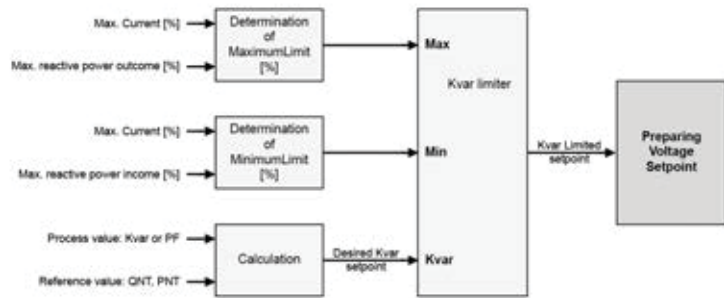 Max. Current [%]
Max. reactive power outcome [%]
Determination
of
MaximumLimit
[%]
Max
Kvar limiter
Max. Current [%]
Max. reactive power income [%]
Determination
of
MinimumLimit
[%]
Min
Kvar Limited
setpoint
Preparing
Voltage
Setpoint
Process value: Kvar or PF
Reference value: QNT, PNT
Calculation
Desired Kvar
setpoint
Kvar